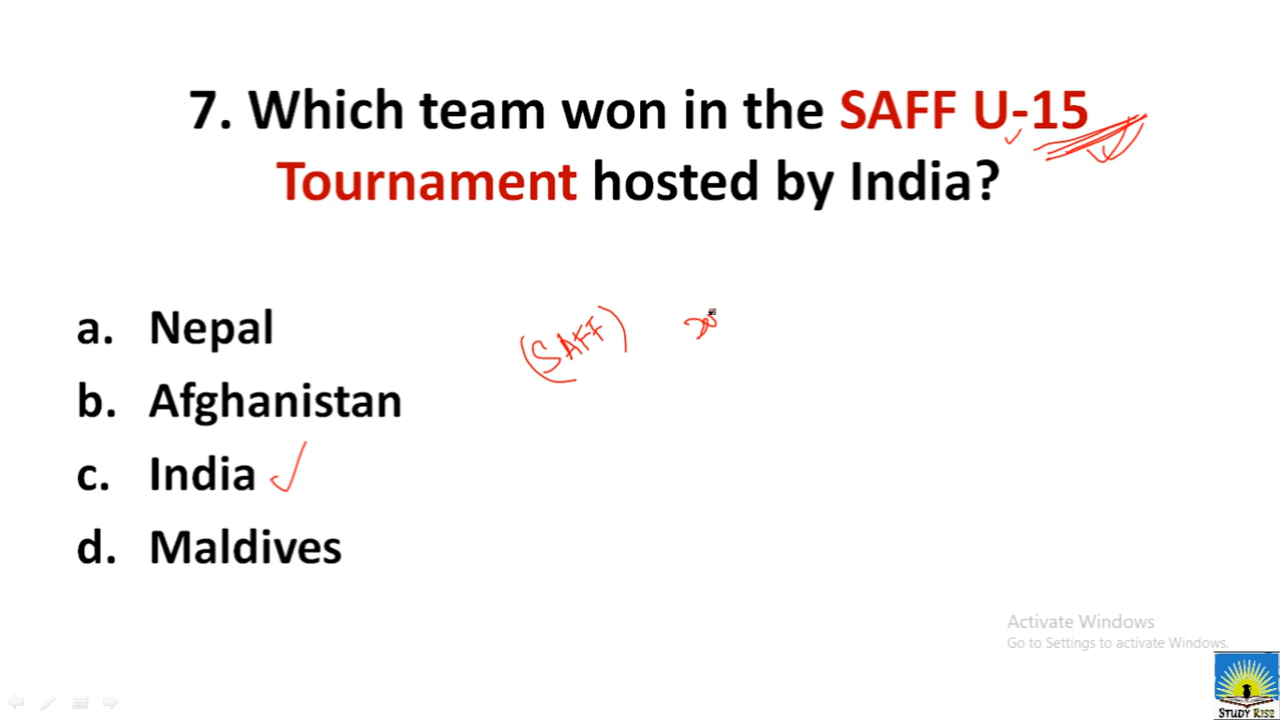 7. Which team won in the SAFF U-15
Tournament hosted by India?
a. Nepal
(SAFF)
b. Afghanistan
c. India
d. Maldives
Activate Windows
Go to Settings to activate Windows.
STUDY RISE